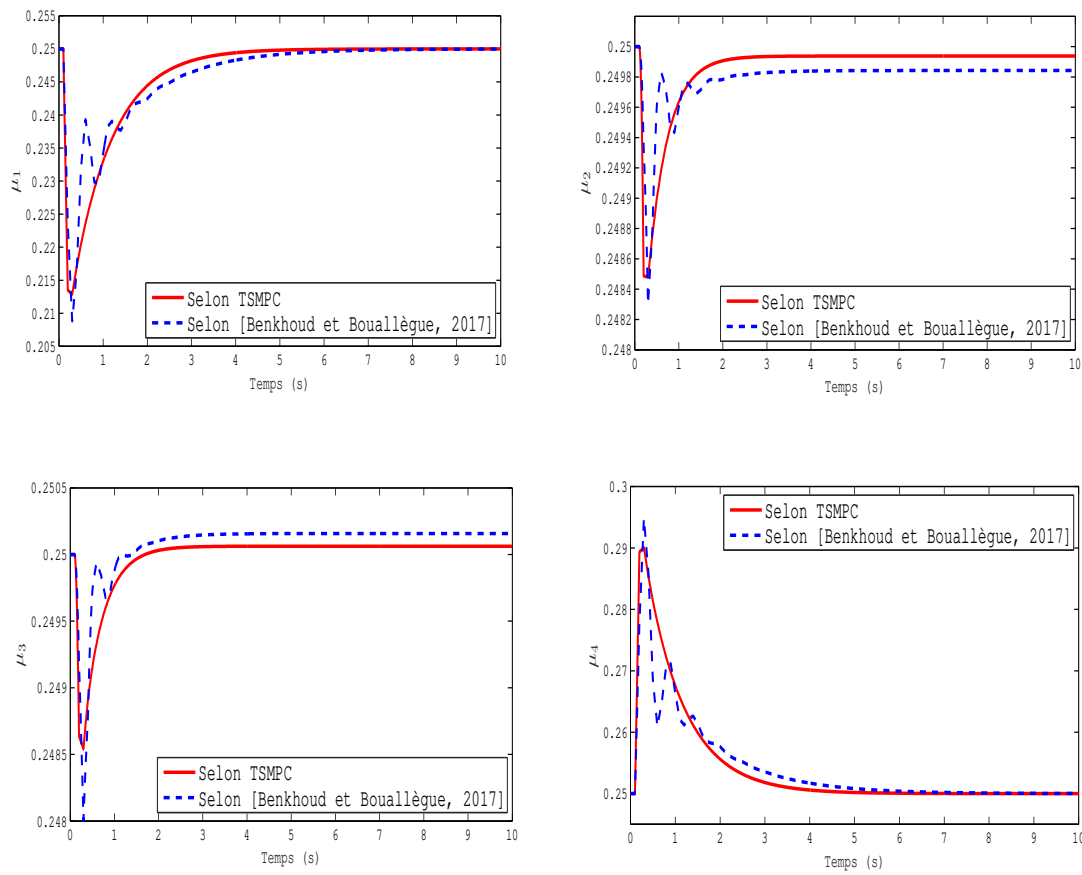 0.255
0.25
0.245
0.24
0.235
0.23
0.225
0.22
0.215
0.21
0.205
μ1
0 1 2 3 4 5 6 7 8 9 10
Temps (s)
Selon TSMPC
Selon [Benkhoud et Bouallègue, 2017]
0.25
0.2498
0.2496
0.2494
0.2492
0.249
0.2488
0.2486
0.2484
0.2482
0.248
μ2
0 1 2 3 4 5 6 7 8 9 10
Temps (s)
Selon TSMPC
Selon [Benkhoud et Bouallègue, 2017]
0.2505
0.25
0.2495
0.249
0.2485
0.248
μ3
0 1 2 3 4 5 6 7 8 9 10
Temps (s)
Selon TSMPC
Selon [Benkhoud et Bouallègue, 2017]
0.3
0.29
0.28
0.27
0.26
0.25
μ4
0 1 2 3 4 5 6 7 8 9 10
Temps (s)
Selon TSMPC
Selon [Benkhoud et Bouallègue, 2017]